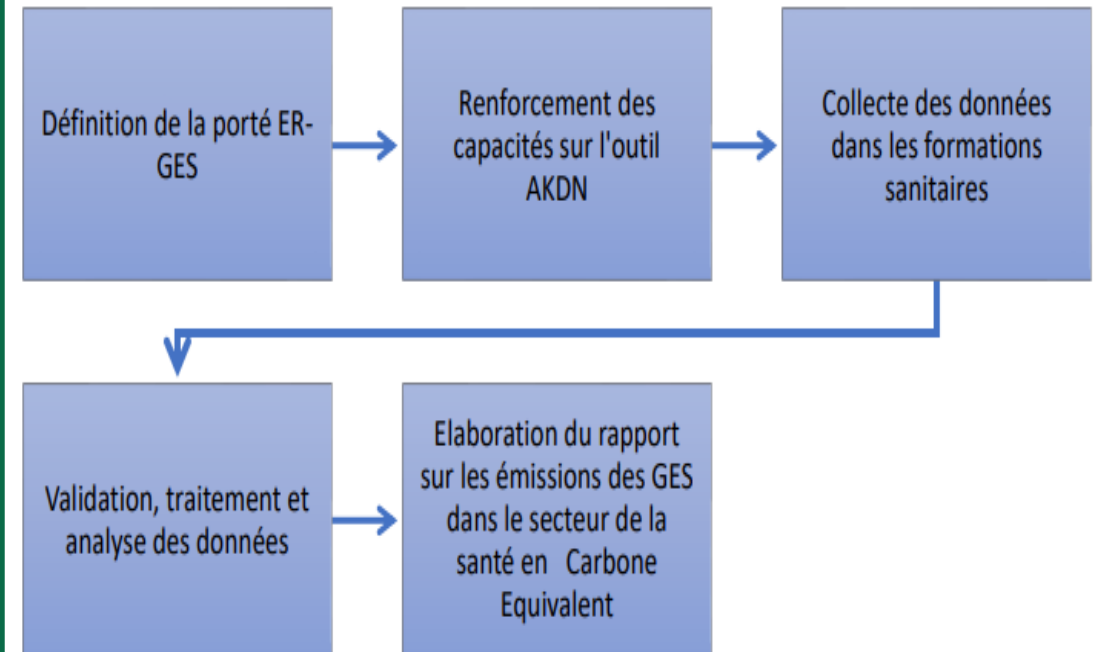 Définition de la porté ER-
GES
Renforcement des
capacités sur l'outil
AKDN
Collecte des données
dans les formations
sanitaires
Validation, traitement et
analyse des données
Elaboration du rapport
sur les émissions des GES
dans le secteur de la
santé en Carbone
Equivalent